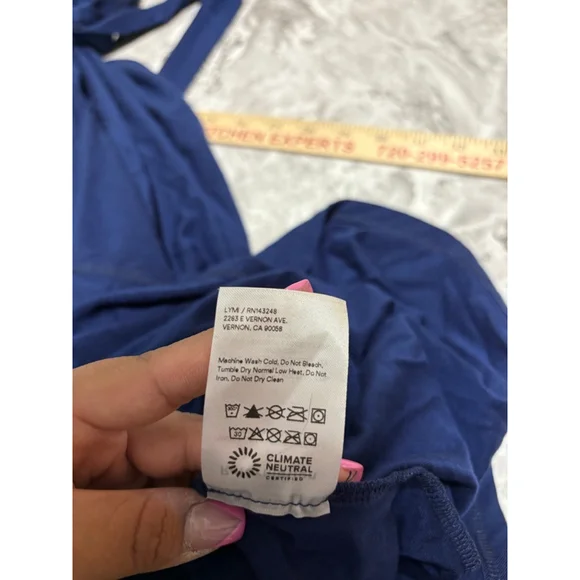 KITCHEN EXPERTS 720-299-5257
LYMI / RN143248
2263 E VERNON AVE.
VERNON, CA 90058
Machine Wash Cold, Do Not Bleach,
Tumble Dry Normal Low Heat, Do Not
Iron, Do Not Dry Clean
30
CLIMATE
NEUTRAL
CERTIFIED